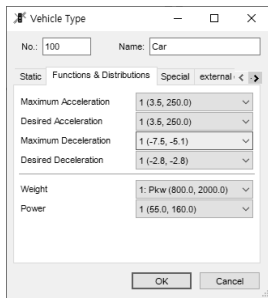 Vehicle Type
No.: 100 Name: Car
Static Functions & Distributions Special external
Maximum Acceleration 1 (3.5, 250.0)
Desired Acceleration 1 (3.5, 250.0)
Maximum Deceleration 1 (-7.5, -5.1)
Desired Deceleration 1 (-2.8, -2.8)
Weight 1: Pkw (800.0, 2000.0)
Power 1 (55.0, 160.0)
OK Cancel